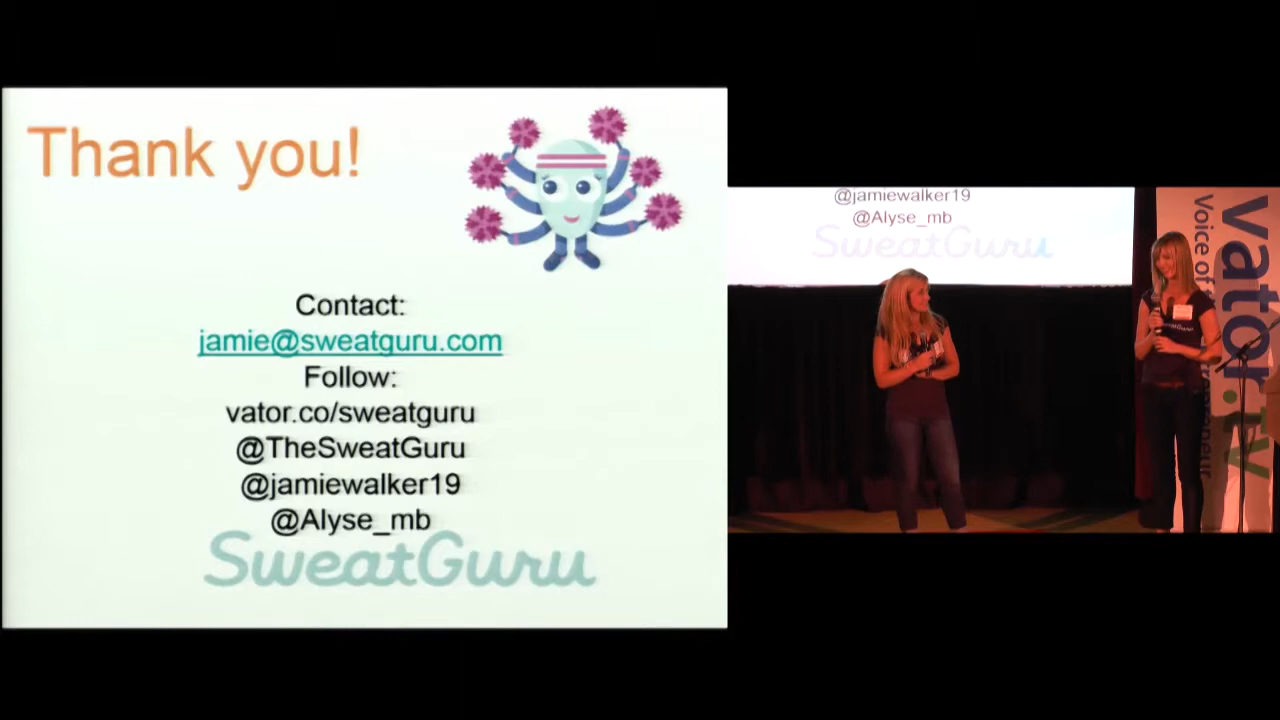 Thank you!
Contact:
jamie@sweatguru.com
Follow:
vator.co/sweatguru
@TheSweatGuru
@jamiewalker19
@Alyse_mb
SweatGuru
@jamiewalker19
@Alyse_mb
SweatGuru
vator.tv
Voice of